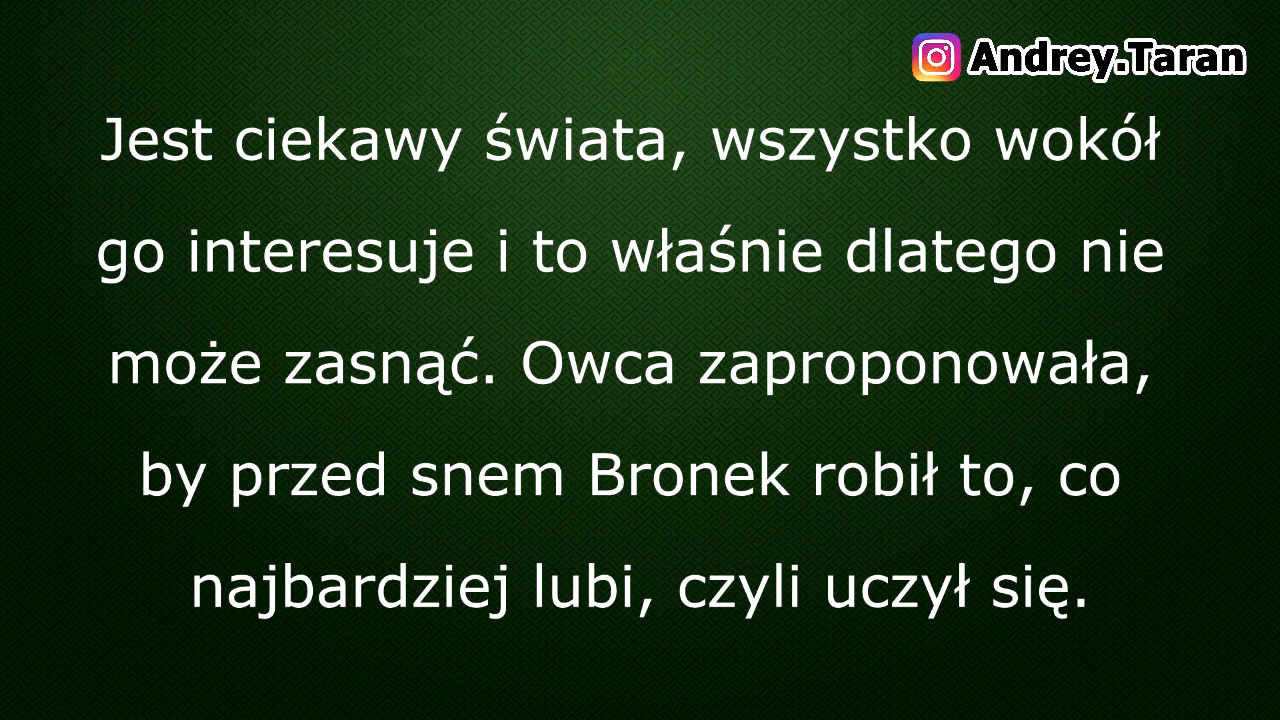 Andrey.Taran
Jest ciekawy świata, wszystko wokół
go interesuje i to właśnie dlatego nie
może zasnąć. Owca zaproponowała,
by przed snem Bronek robił to, co
najbardziej lubi, czyli uczył się.